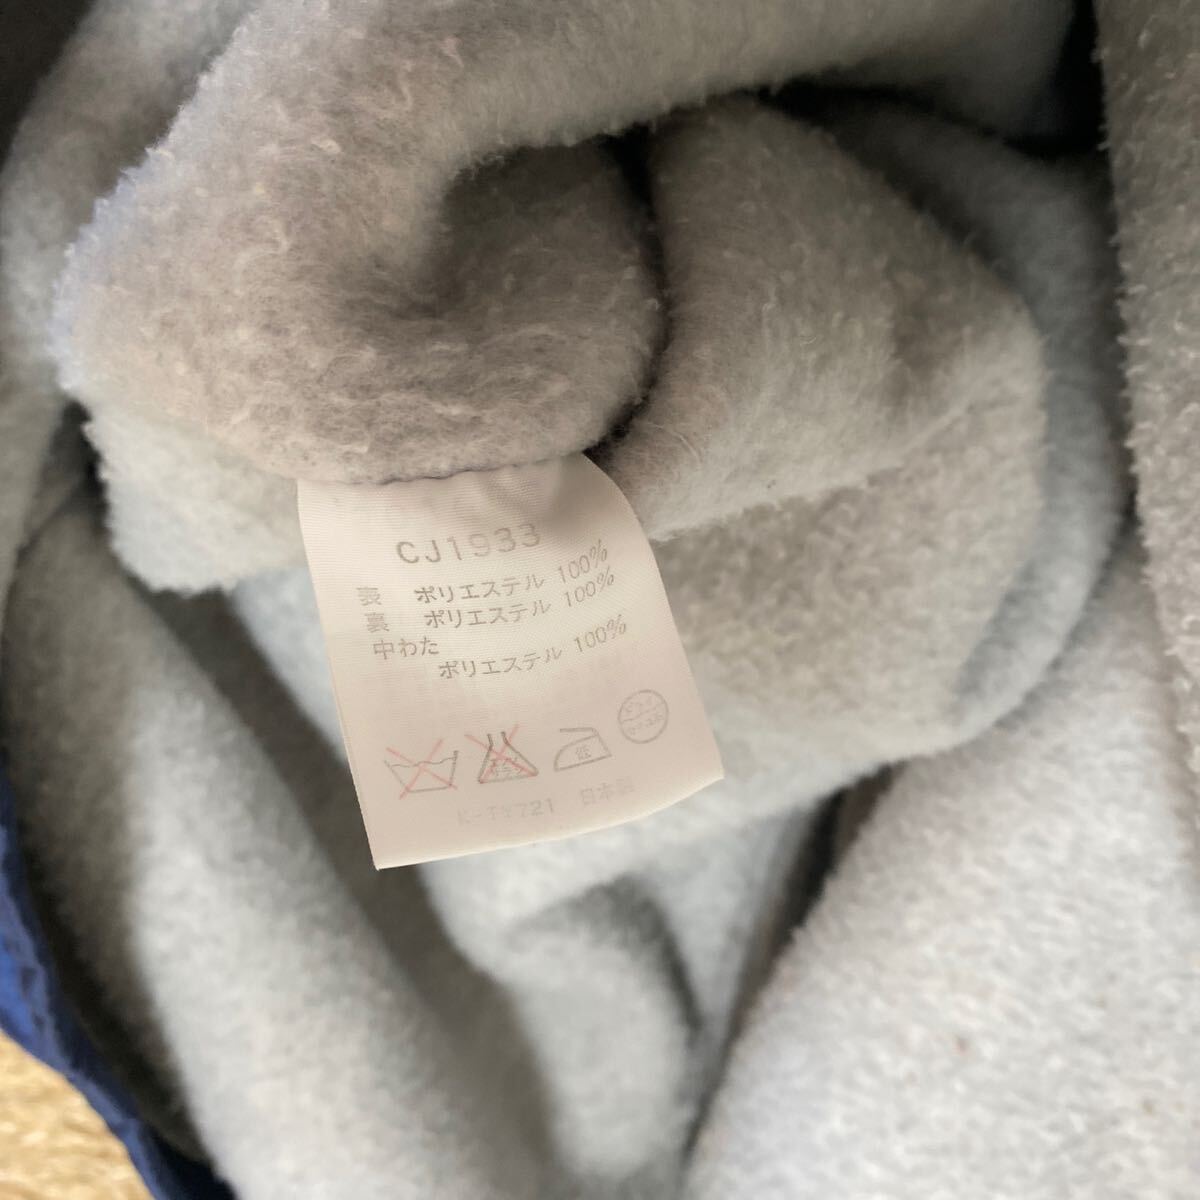 CJ1933
表 ポリエステル 100%
裏 ポリエステル 100%
中わた
ポリエステル 100%
低
日本製